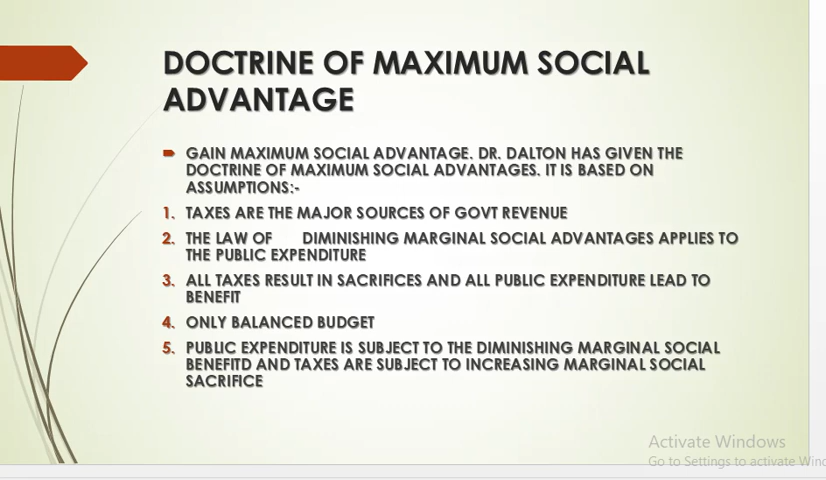 DOCTRINE OF MAXIMUM SOCIAL
ADVANTAGE
GAIN MAXIMUM SOCIAL ADVANTAGE. DR. DALTON HAS GIVEN THE
DOCTRINE OF MAXIMUM SOCIAL ADVANTAGES. IT IS BASED ON
ASSUMPTIONS:-
1. TAXES ARE THE MAJOR SOURCES OF GOVT REVENUE
2. THE LAW OF DIMINISHING MARGINAL SOCIAL ADVANTAGES APPLIES TO
THE PUBLIC EXPENDITURE
3. ALL TAXES RESULT IN SACRIFICES AND ALL PUBLIC EXPENDITURE LEAD TO
BENEFIT
4. ONLY BALANCED BUDGET
5. PUBLIC EXPENDITURE IS SUBJECT TO THE DIMINISHING MARGINAL SOCIAL
BENEFITD AND TAXES ARE SUBJECT TO INCREASING MARGINAL SOCIAL
SACRIFICE
Activate Windows
Go to Settings to activate Wind